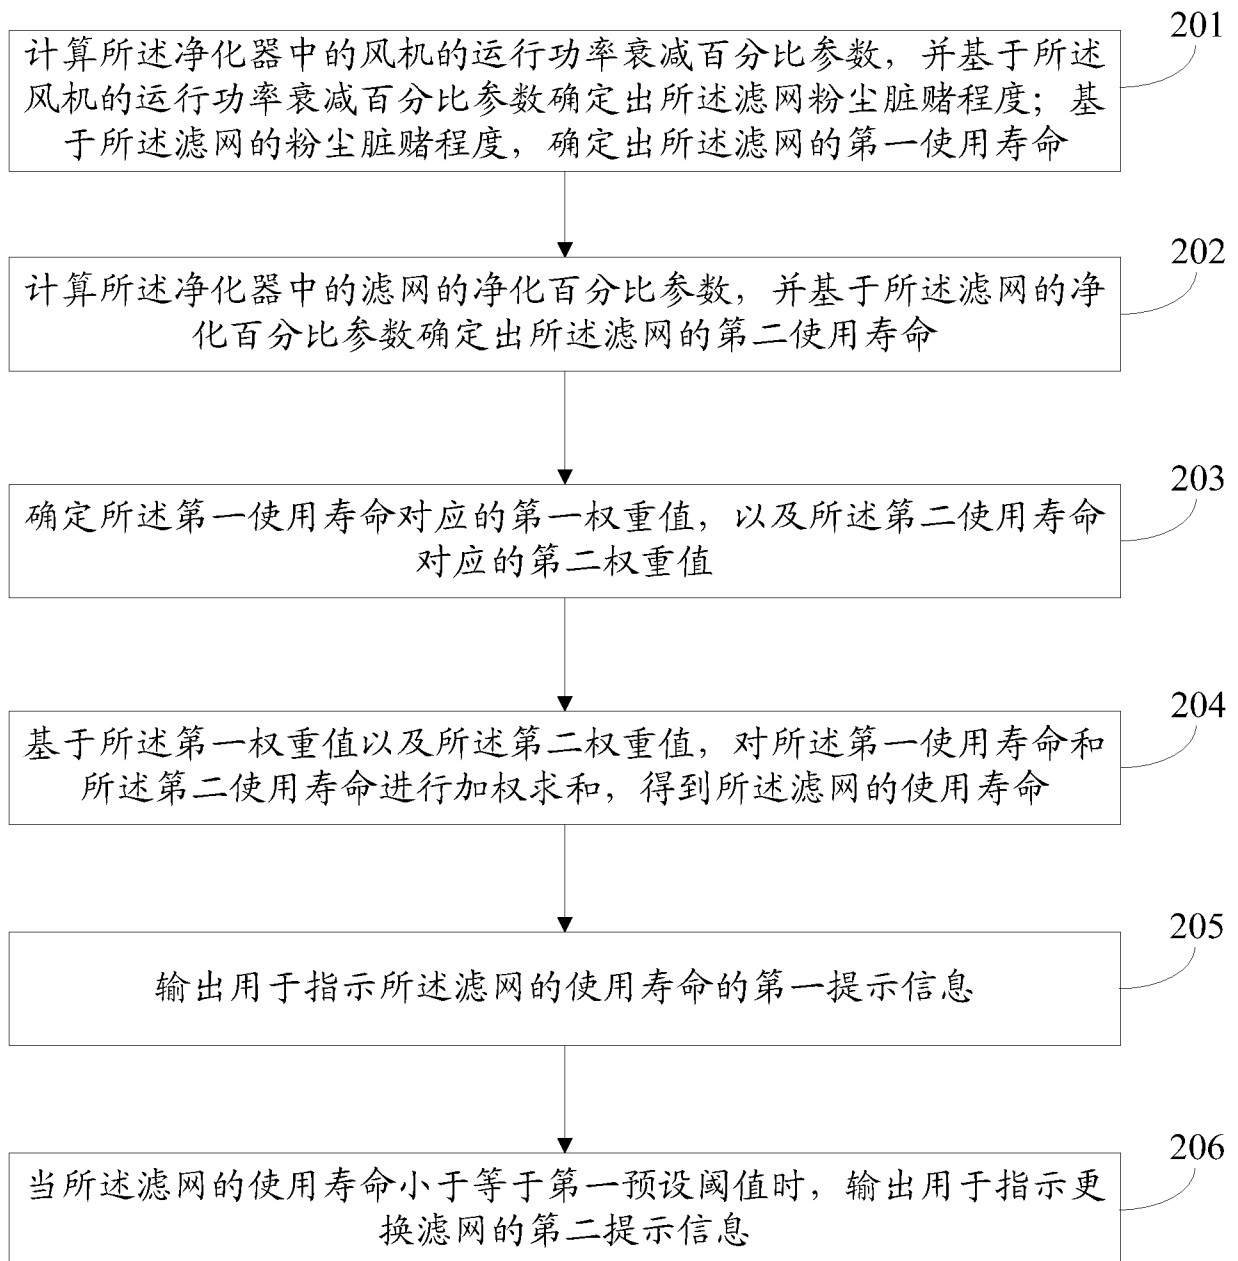 201
计算所述净化器中的风机的运行功率衰减百分比参数，并基于所述
风机的运行功率衰减百分比参数确定出所述滤网粉尘脏赌程度；基
于所述滤网的粉尘脏赌程度，确定出所述滤网的第一使用寿命
202
计算所述净化器中的滤网的净化百分比参数，并基于所述滤网的净
化百分比参数确定出所述滤网的第二使用寿命
203
确定所述第一使用寿命对应的第一权重值，以及所述第二使用寿命
对应的第二权重值
204
基于所述第一权重值以及所述第二权重值，对所述第一使用寿命和
所述第二使用寿命进行加权求和，得到所述滤网的使用寿命
205
输出用于指示所述滤网的使用寿命的第一提示信息
206
当所述滤网的使用寿命小于等于第一预设阈值时，输出用于指示更
换滤网的第二提示信息